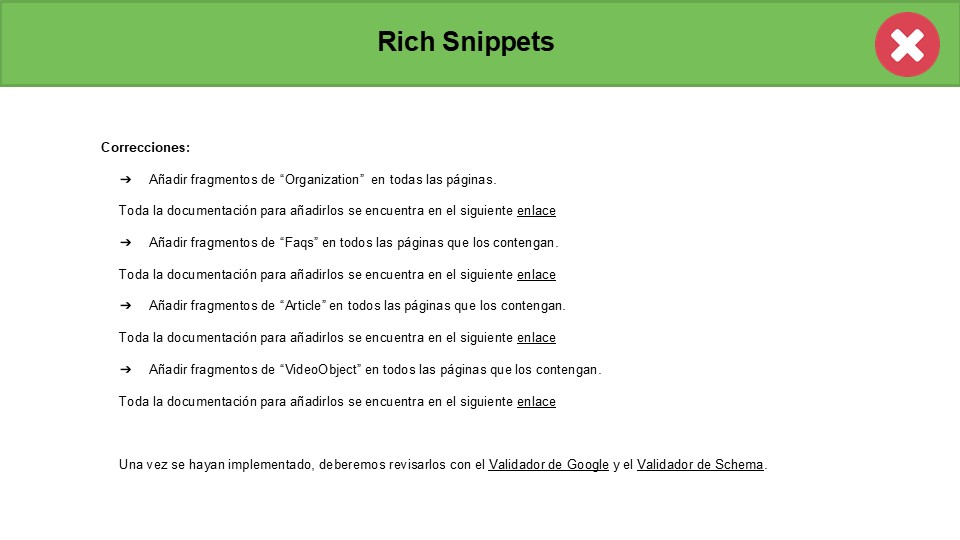 Rich Snippets
Correcciones:
➔ Añadir fragmentos de “Organization” en todas las páginas.
Toda la documentación para añadirlos se encuentra en el siguiente enlace
➔ Añadir fragmentos de “Faqs” en todos las páginas que los contengan.
Toda la documentación para añadirlos se encuentra en el siguiente enlace
➔ Añadir fragmentos de “Article” en todos las páginas que los contengan.
Toda la documentación para añadirlos se encuentra en el siguiente enlace
➔ Añadir fragmentos de “VideoObject” en todos las páginas que los contengan.
Toda la documentación para añadirlos se encuentra en el siguiente enlace
Una vez se hayan implementado, deberemos revisarlos con el Validador de Google y el Validador de Schema.